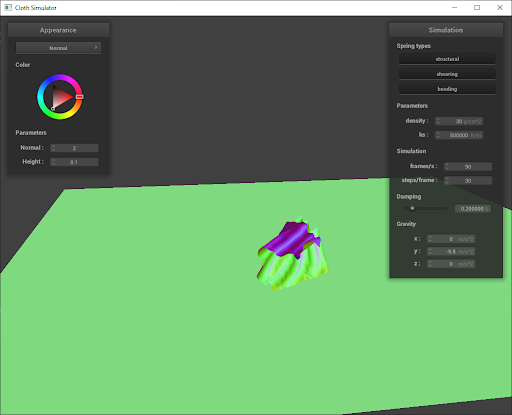 Cloth Simulator
Appearance
Normal
Color
Parameters
Normal : 2
Height : 0.1
Simulation
Spring types
structural
shearing
bending
Parameters
density : 30 g/cm^2
ks : 500000 N/m
Simulation
frames/s : 90
steps/frame : 30
Damping
0.200000
Gravity
x : 0 m/s^2
y : -9.8 m/s^2
z : 0 m/s^2